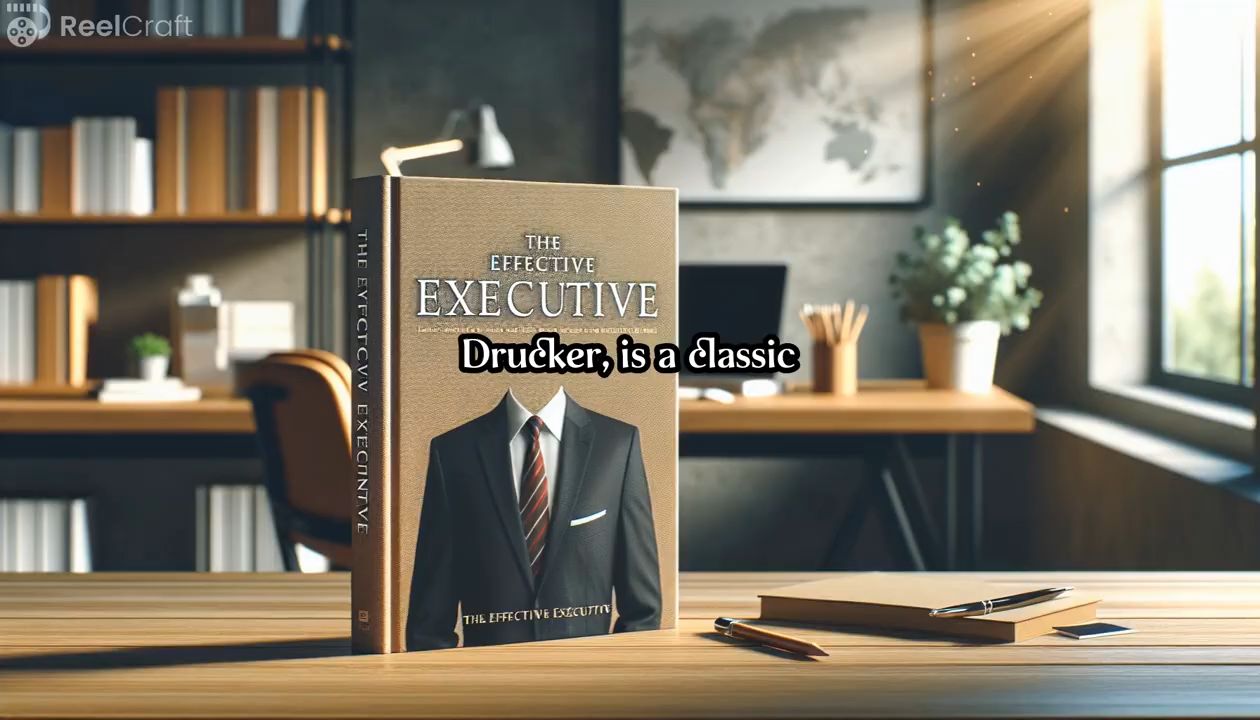 ReelCraft
THE
EFFECTIVE
EXECUTIVE
Drucker, is a classic
THE EFFECTIVE EXECUTIVE